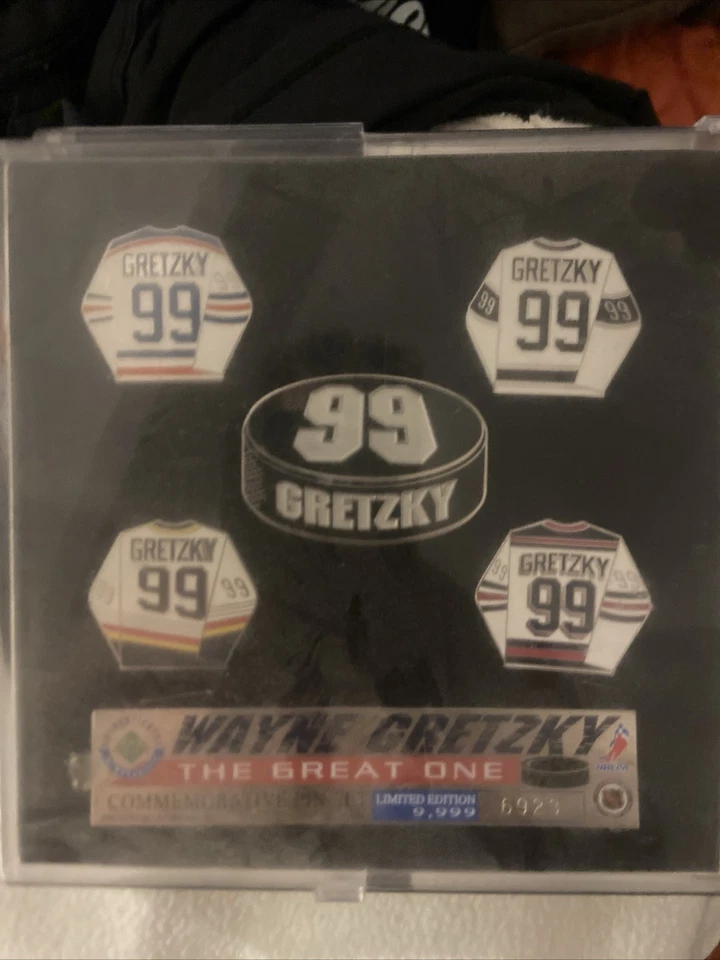 GRETZKY
99
GRETZKY
99 99
99
99
GRETZKY
GRETZKY
99 99
GRETZKY
99
WAYNE GRETZKY
THE GREAT ONE
COMMEMORATIVE PIN SET
LIMITED EDITION
9,999
6923